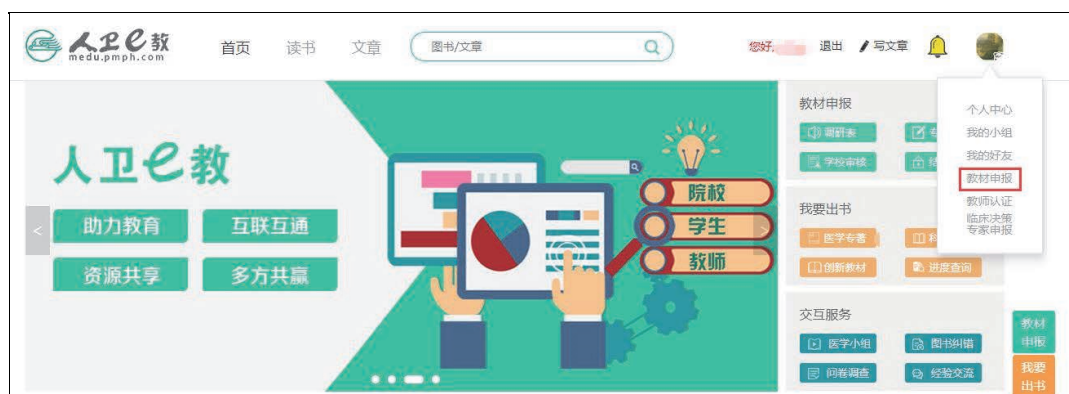 人卫e教
medu.pmph.com
首页 读书 文章 图书/文章 您好, 退出 写文章
个人中心
我的小组
我的好友
教材申报
教师认证
临床决策
专家申报
人卫e教
助力教育 互联互通
资源共享 多方共赢
院校
学生
教师
教材申报
调研表
学校审核
我要出书
医学专著
创新教材 进度查询
交互服务
医学小组 图书纠错
问卷调查 经验交流
教材
申报
我要
出书